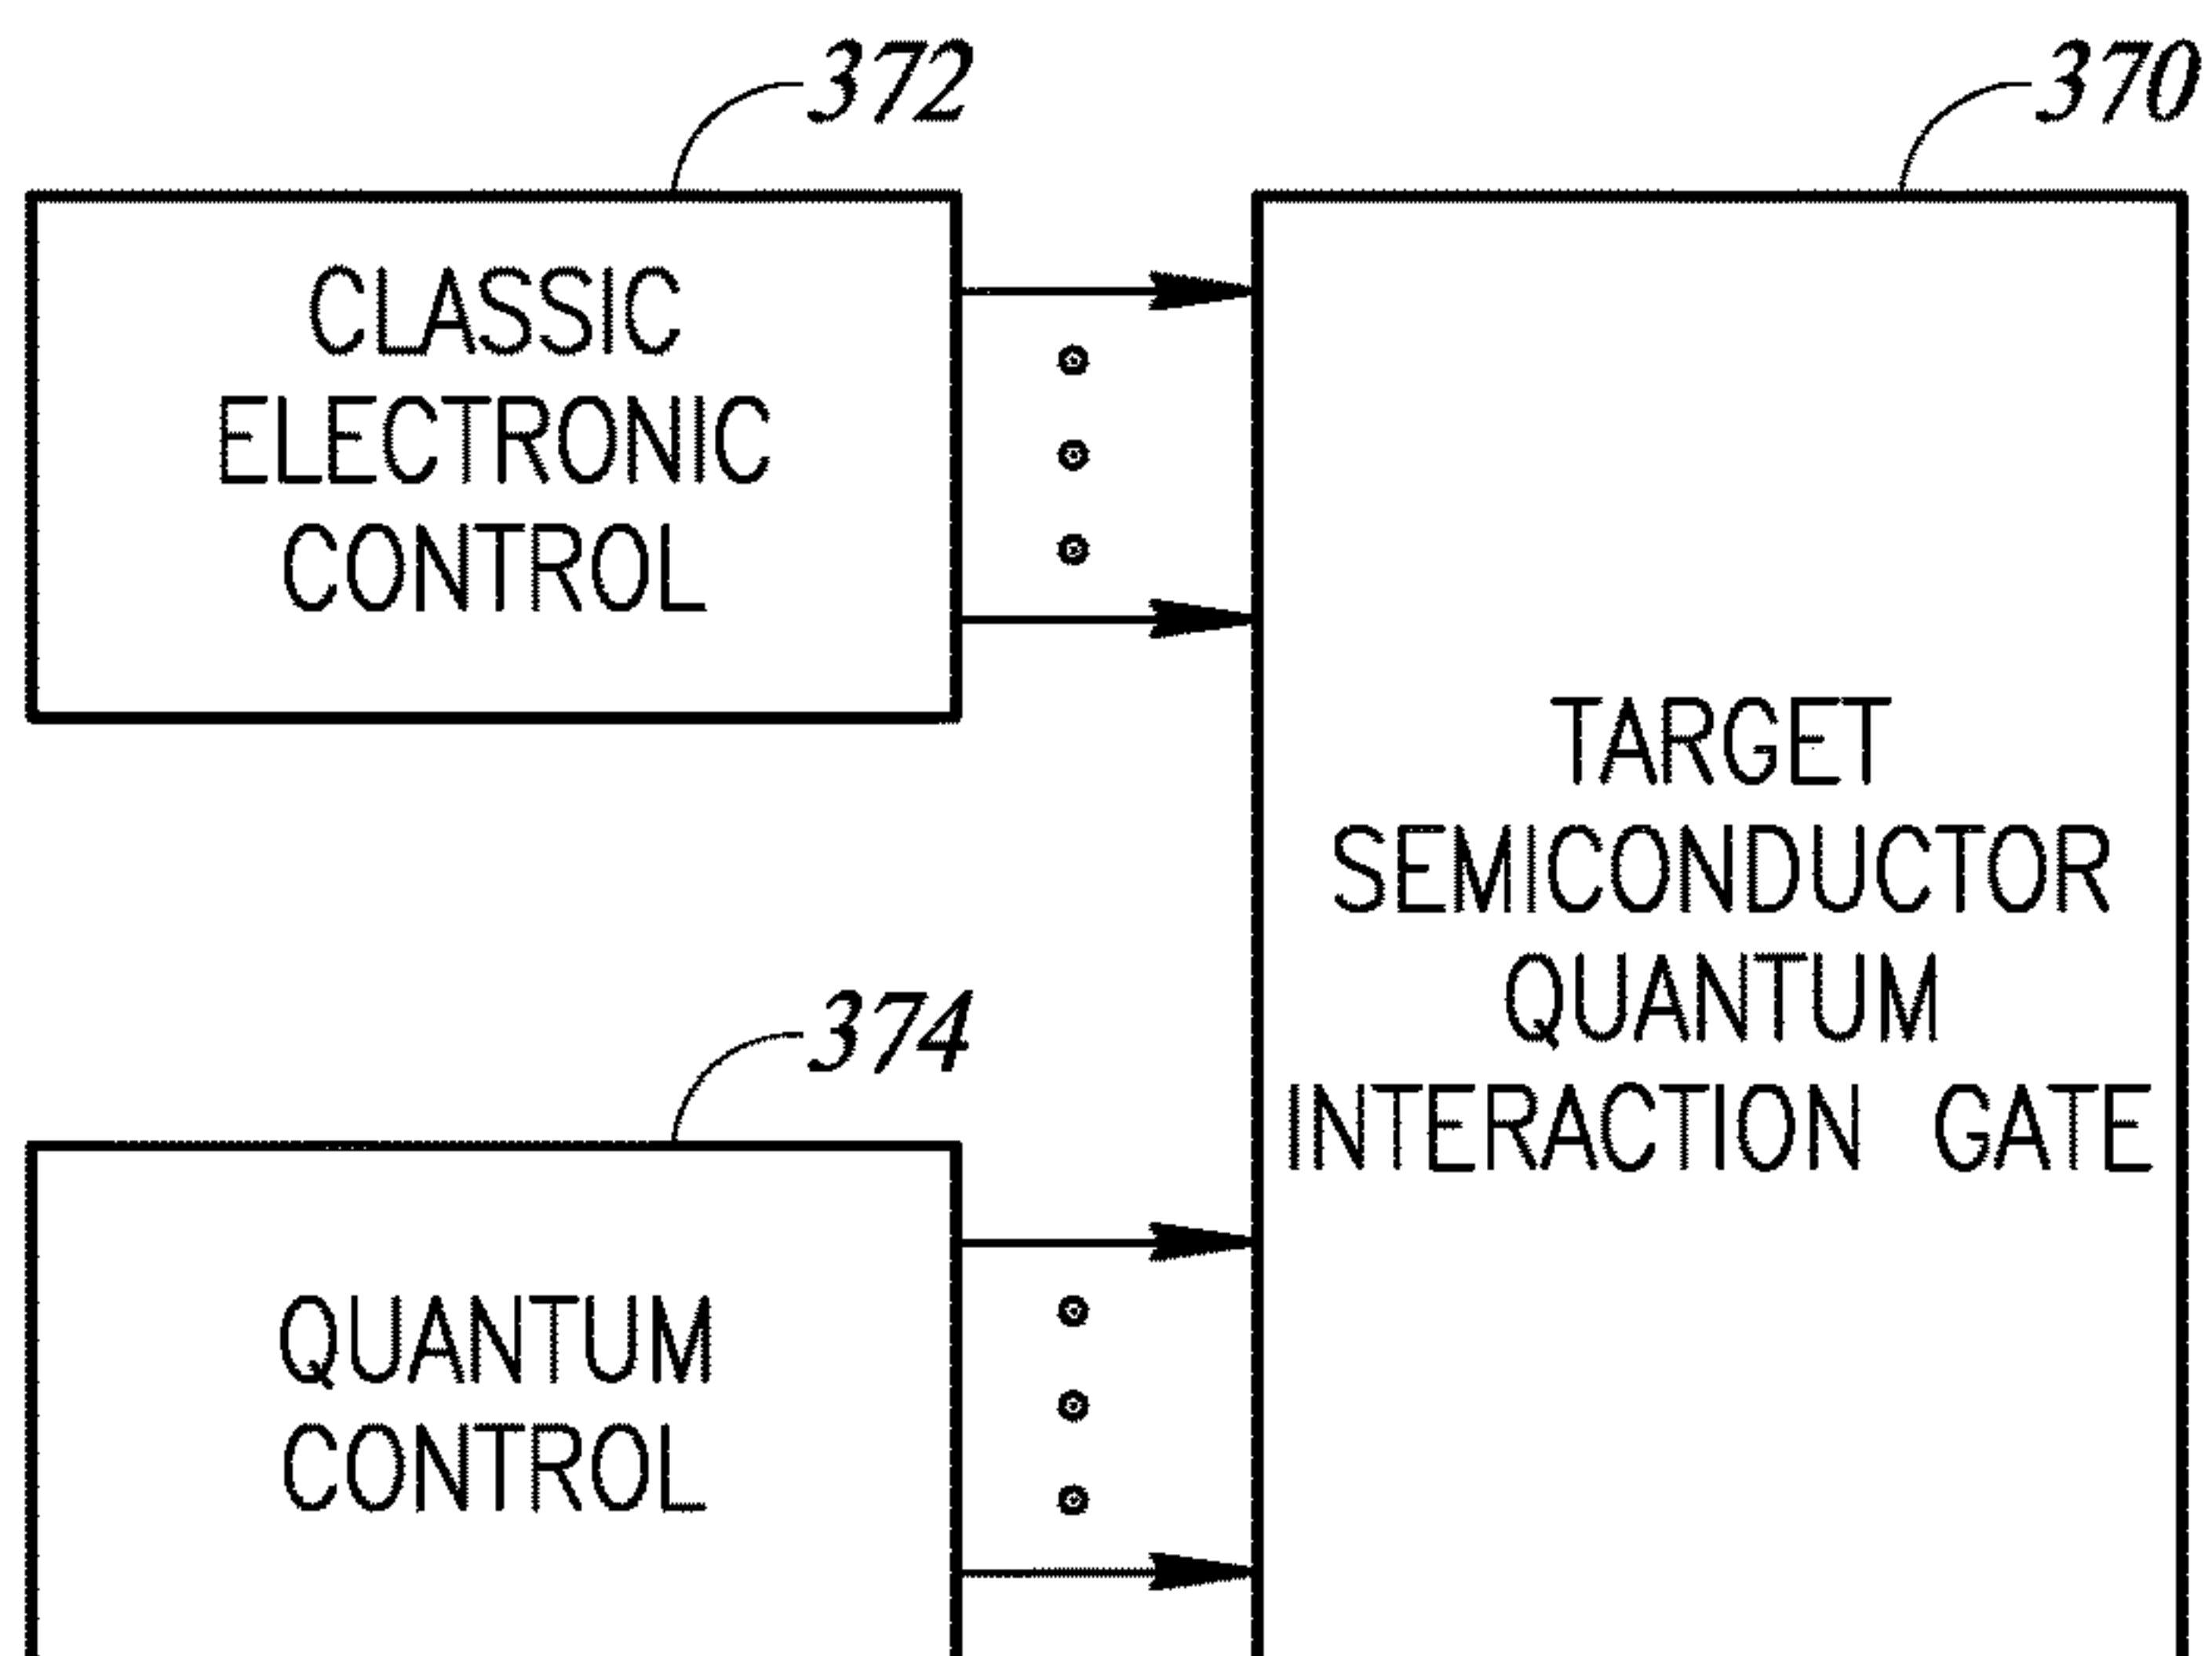 372
370
CLASSIC
ELECTRONIC
CONTROL
TARGET
SEMICONDUCTOR
QUANTUM
INTERACTION GATE
374
QUANTUM
CONTROL